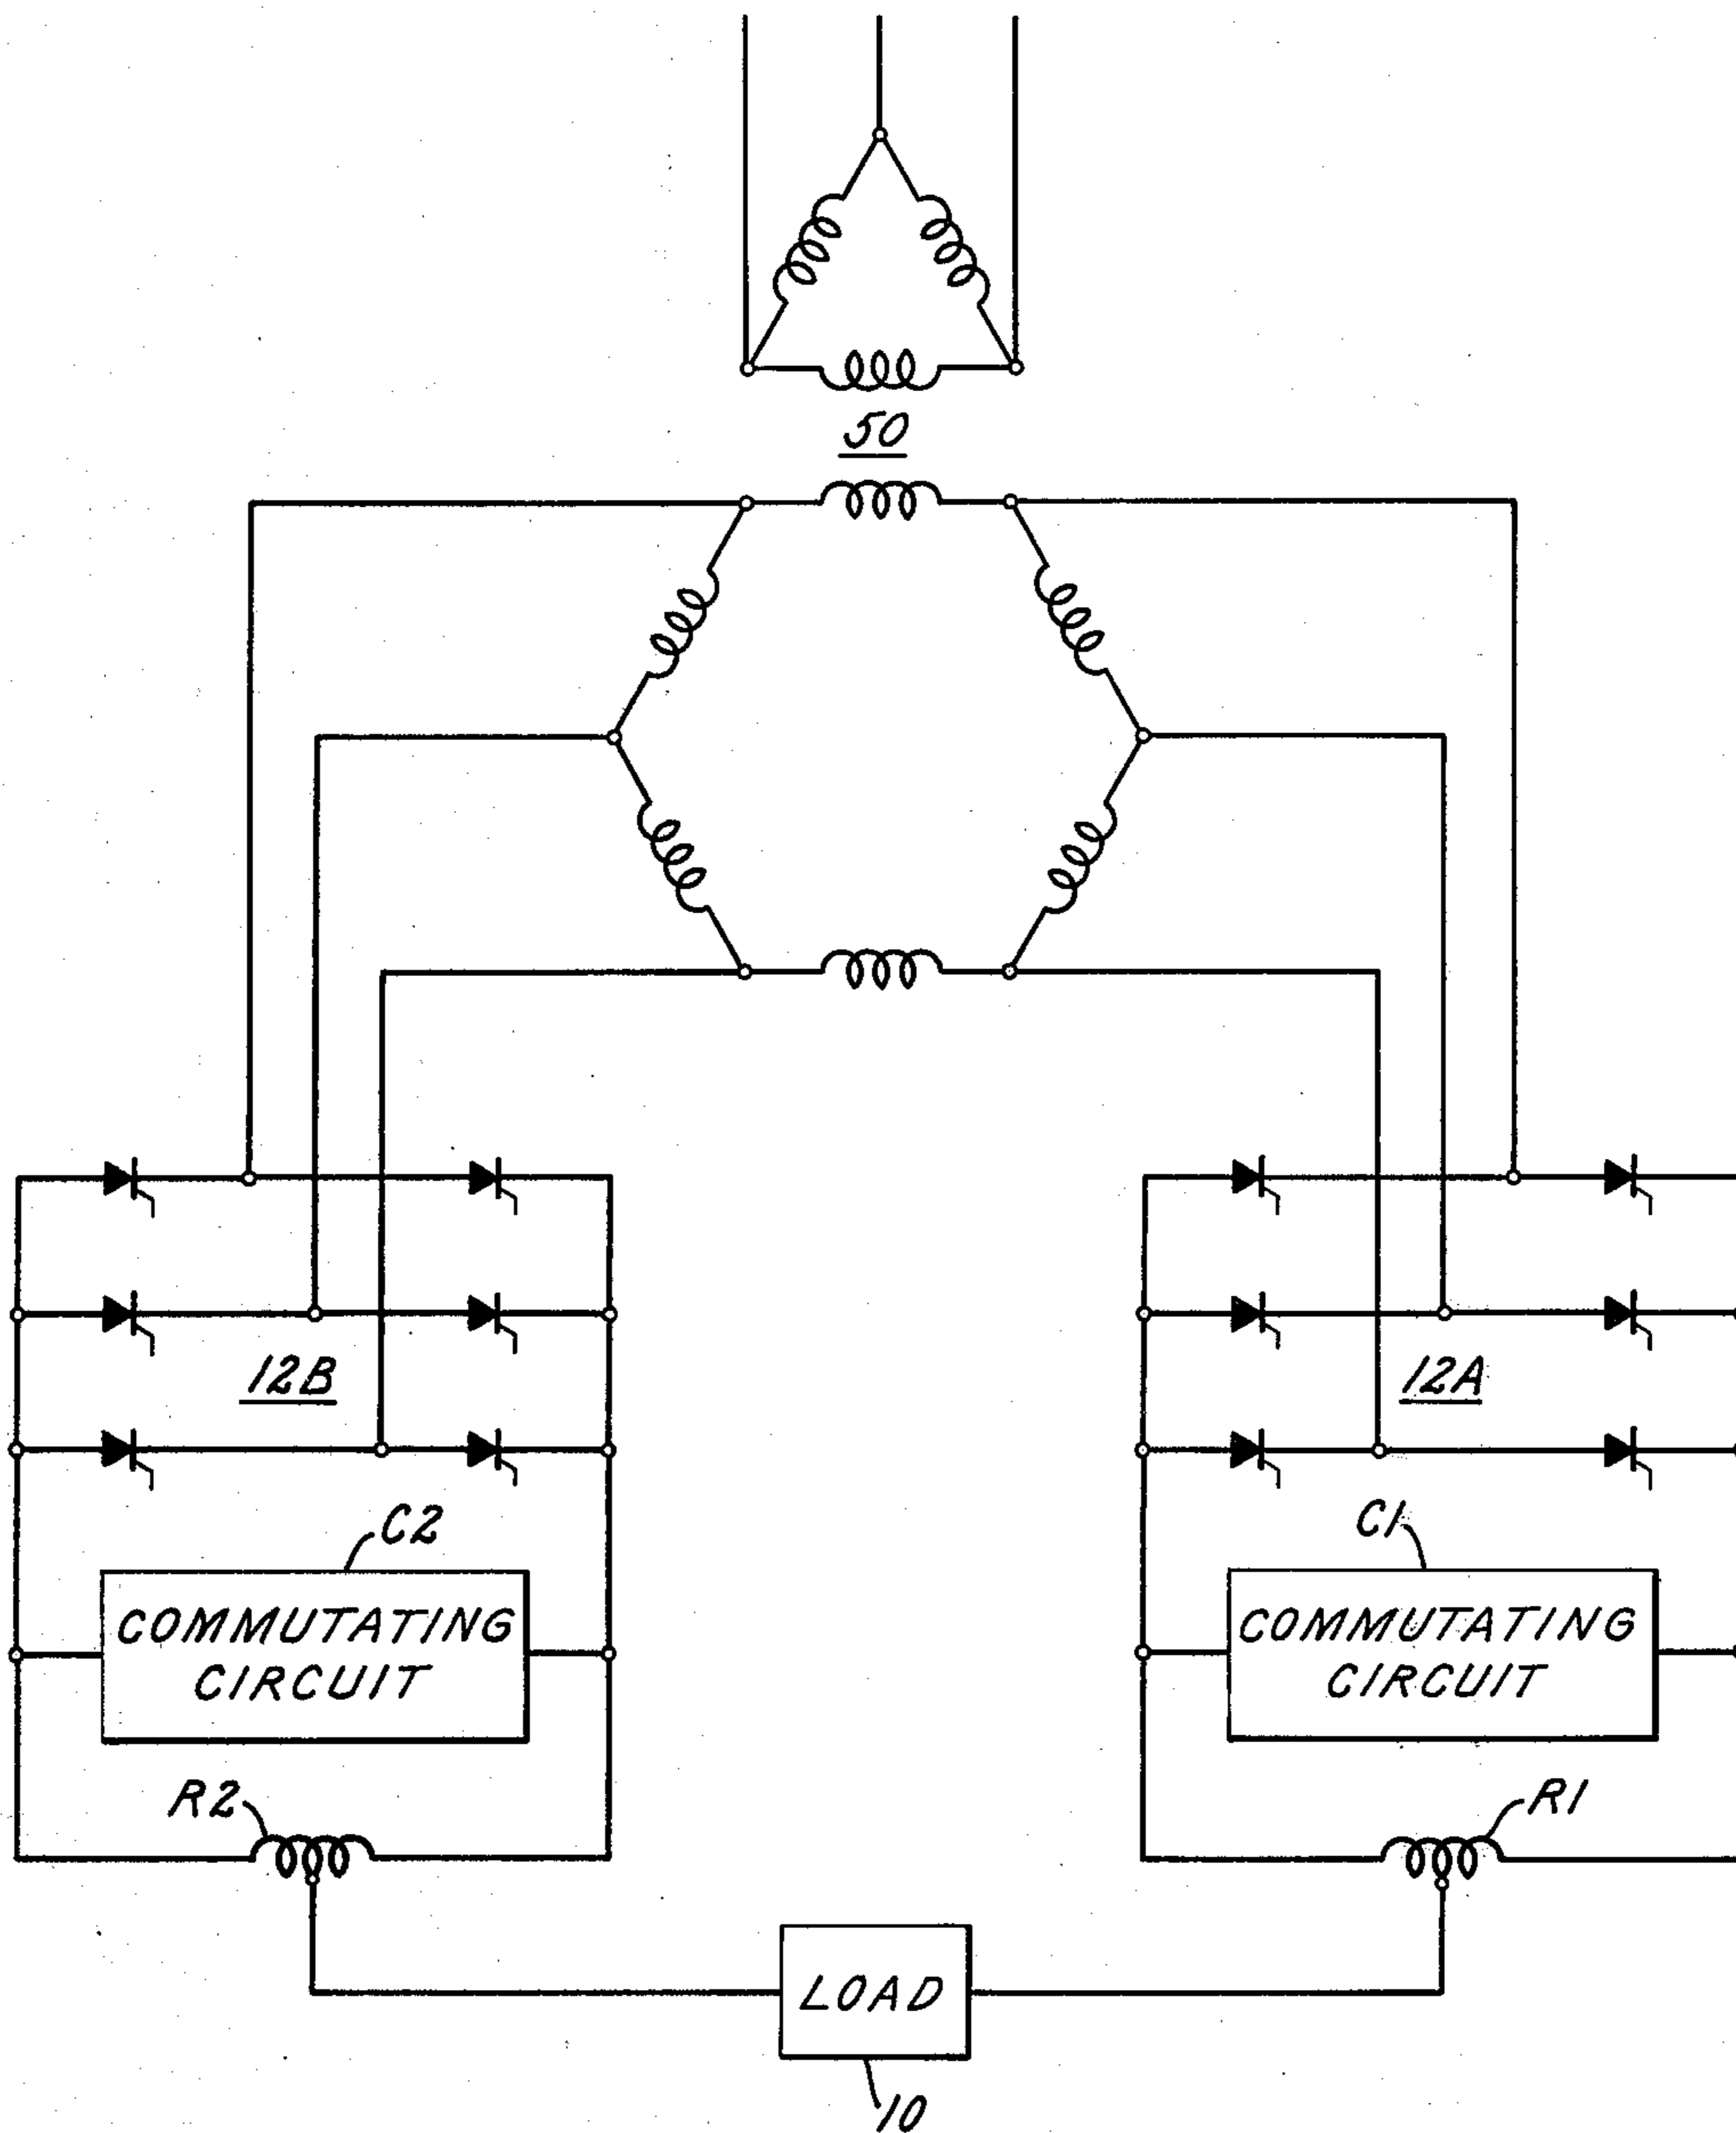 50
12B
12A
C2
C1
COMMUTATING
CIRCUIT
COMMUTATING
CIRCUIT
R2
R1
LOAD
10